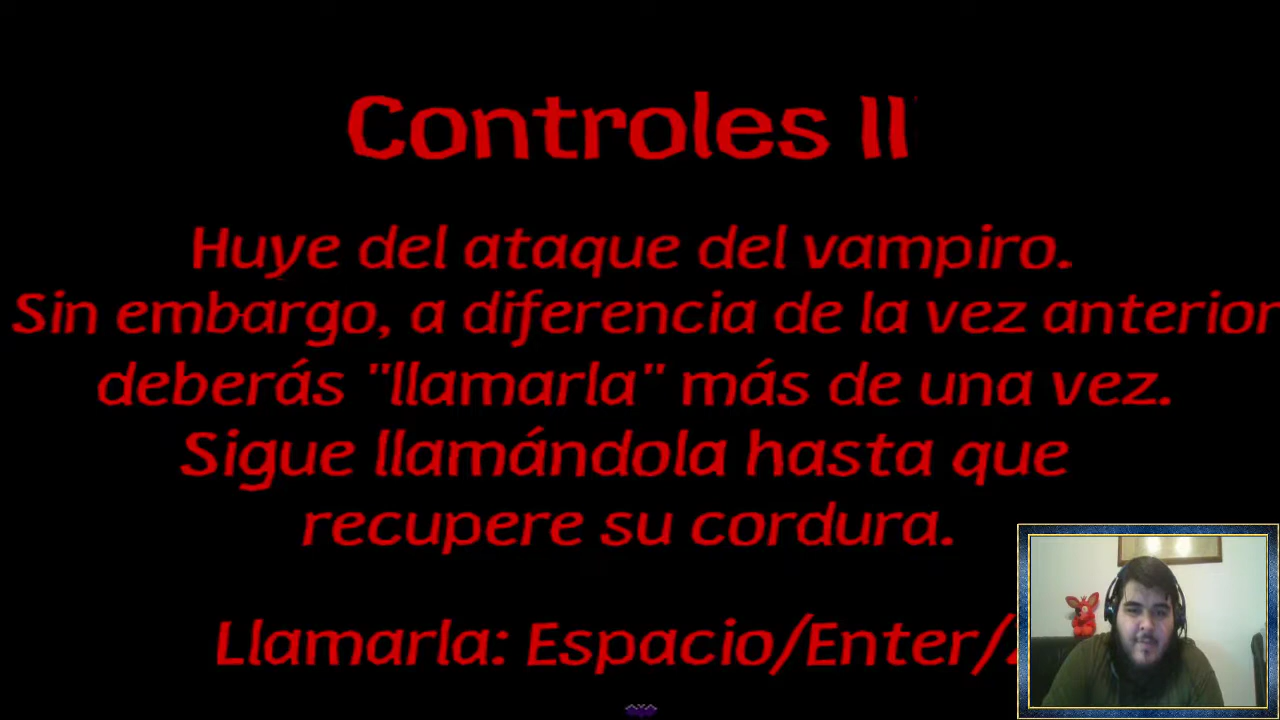 Controles II
Huye del ataque del vampiro.
Sin embargo, a diferencia de la vez anterior
deberás "llamarla" más de una vez.
Sigue llamándola hasta que
recupere su cordura.
Llamarla: Espacio/Enter/